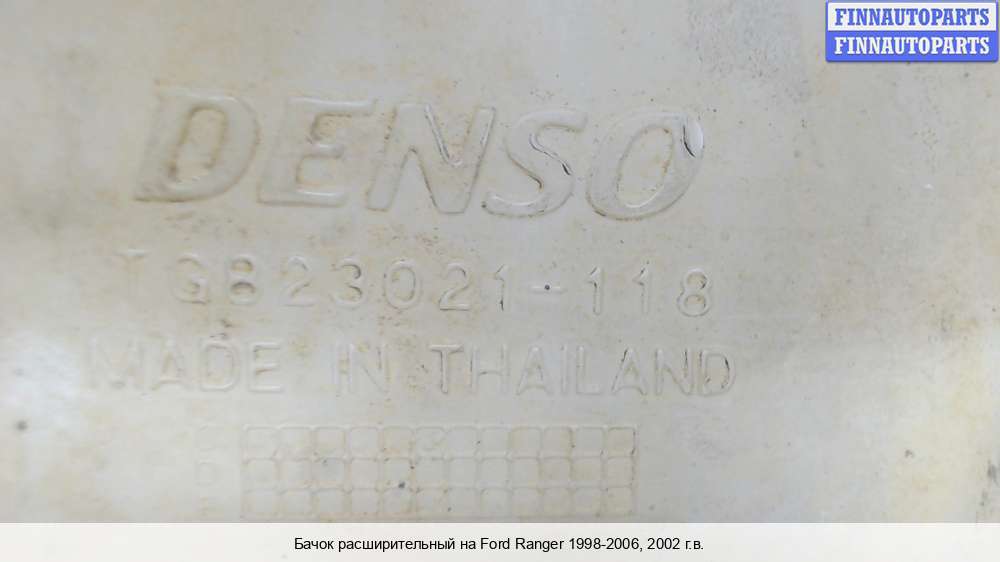 FINNAUTOPARTS
FINNAUTOPARTS
DENSO
TG823021-118
MADE IN THAILAND
Бачок расширительный на Ford Ranger 1998-2006, 2002 г.в.